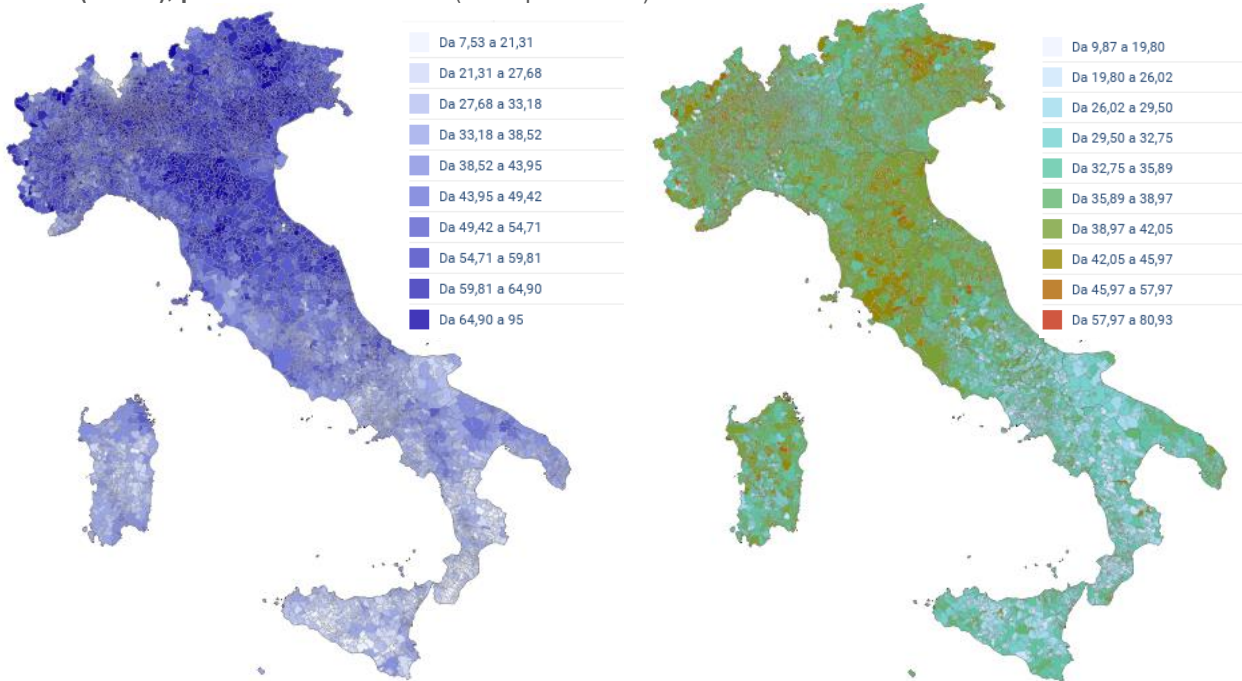 Da 7,53 a 21,31
Da 21,31 a 27,68
Da 27,68 a 33,18
Da 33,18 a 38,52
Da 38,52 a 43,95
Da 43,95 a 49,42
Da 49,42 a 54,71
Da 54,71 a 59,81
Da 59,81 a 64,90
Da 64,90 a 95
Da 9,87 a 19,80
Da 19,80 a 26,02
Da 26,02 a 29,50
Da 29,50 a 32,75
Da 32,75 a 35,89
Da 35,89 a 38,97
Da 38,97 a 42,05
Da 42,05 a 45,97
Da 45,97 a 57,97
Da 57,97 a 80,93